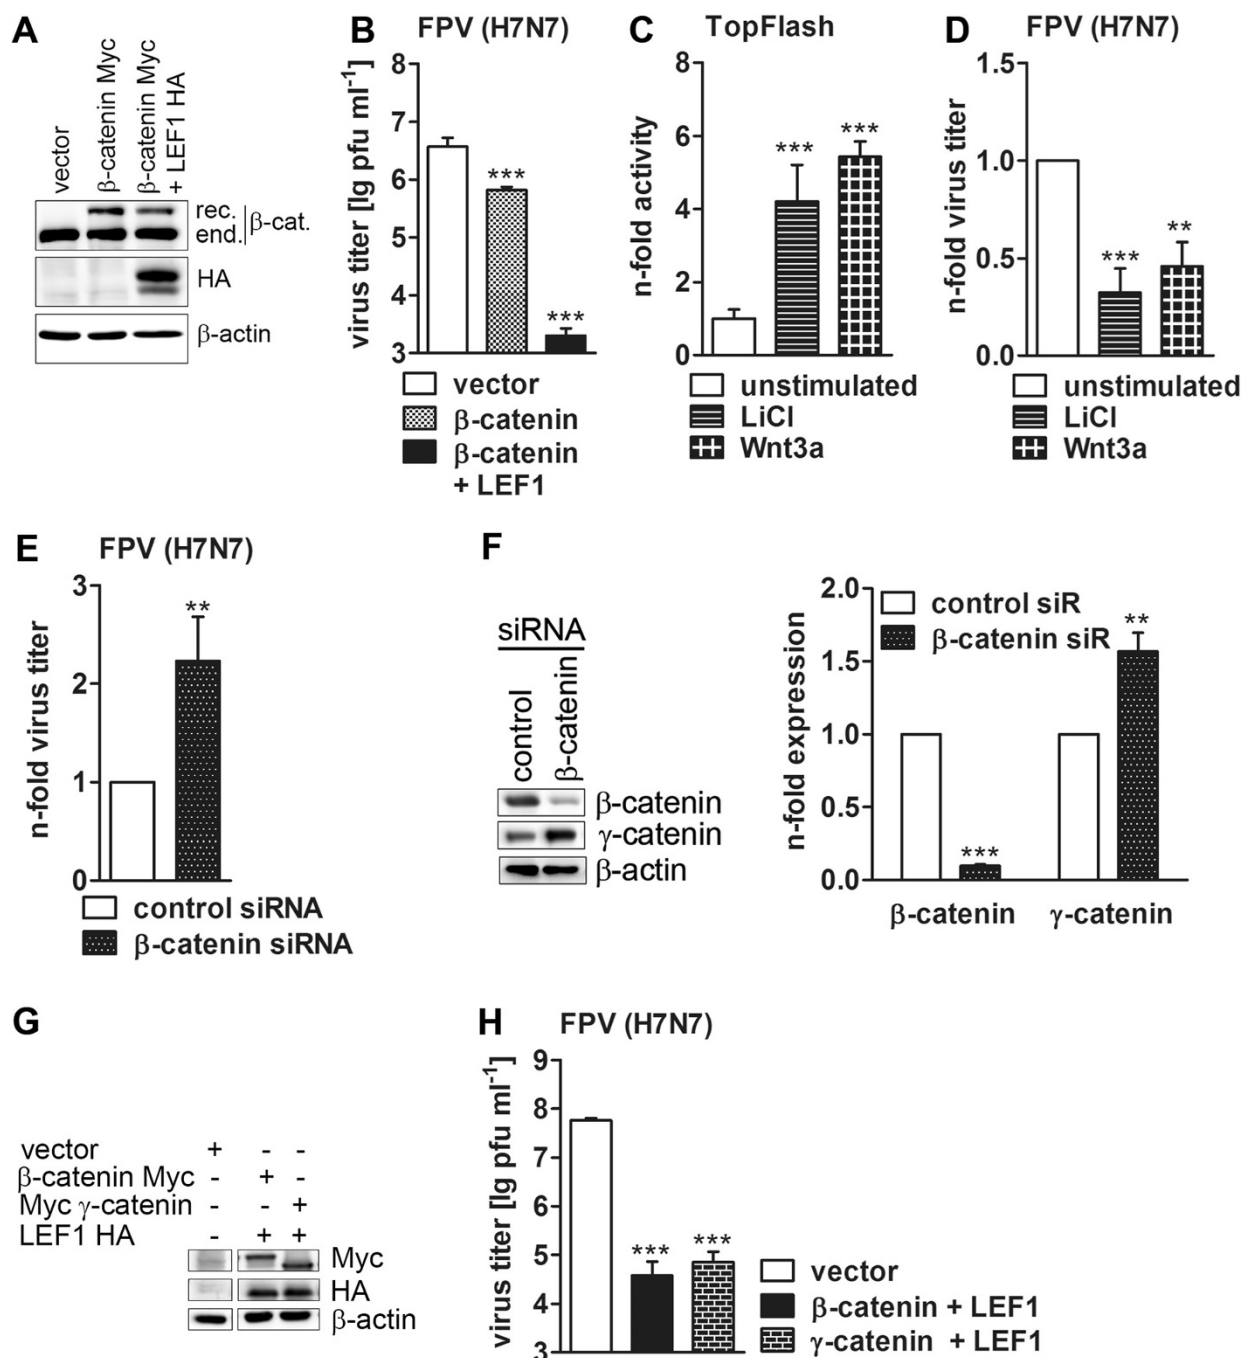 A
vector
β-catenin Myc
β-catenin Myc
+ LEF1 HA
rec.
end.
β-cat.
HA
β-actin
B
FPV (H7N7)
virus titer [lg pfu ml-1]
8
7
6
5
4
3
***
***
vector
β-catenin
β-catenin
+ LEF1
C
TopFlash
n-fold activity
8
6
4
2
0
***
***
unstimulated
LiCl
Wnt3a
D
FPV (H7N7)
n-fold virus titer
1.5
1.0
0.5
0.0
***
**
unstimulated
LiCl
Wnt3a
E
FPV (H7N7)
n-fold virus titer
3
2
1
0
**
control siRNA
β-catenin siRNA
F
siRNA
control
β-catenin
β-catenin
γ-catenin
β-actin
n-fold expression
2.0
1.5
1.0
0.5
0.0
control siR
β-catenin siR
***
**
β-catenin γ-catenin
G
vector + - -
β-catenin Myc - + -
Myc γ-catenin - - +
LEF1 HA - + +
Myc
HA
β-actin
H
FPV (H7N7)
virus titer [lg pfu ml-1]
9
8
7
6
5
4
3
***
***
vector
β-catenin + LEF1
γ-catenin + LEF1